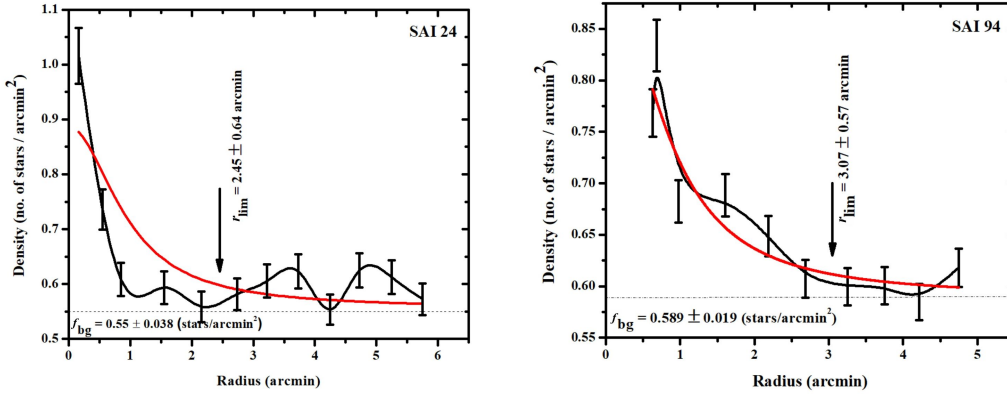 SAI 24
1.1
1.0
0.9
0.8
0.7
0.6
0.5
Density (no. of stars / arcmin²)
r_lim = 2.45 ± 0.64 arcmin
f_bg = 0.55 ± 0.038 (stars/arcmin²)
0 1 2 3 4 5 6
Radius (arcmin)
SAI 94
0.85
0.80
0.75
0.70
0.65
0.60
0.55
Density (no. of stars / arcmin²)
r_lim = 3.07 ± 0.57 arcmin
f_bg = 0.589 ± 0.019 (stars/arcmin²)
0 1 2 3 4 5
Radius (arcmin)